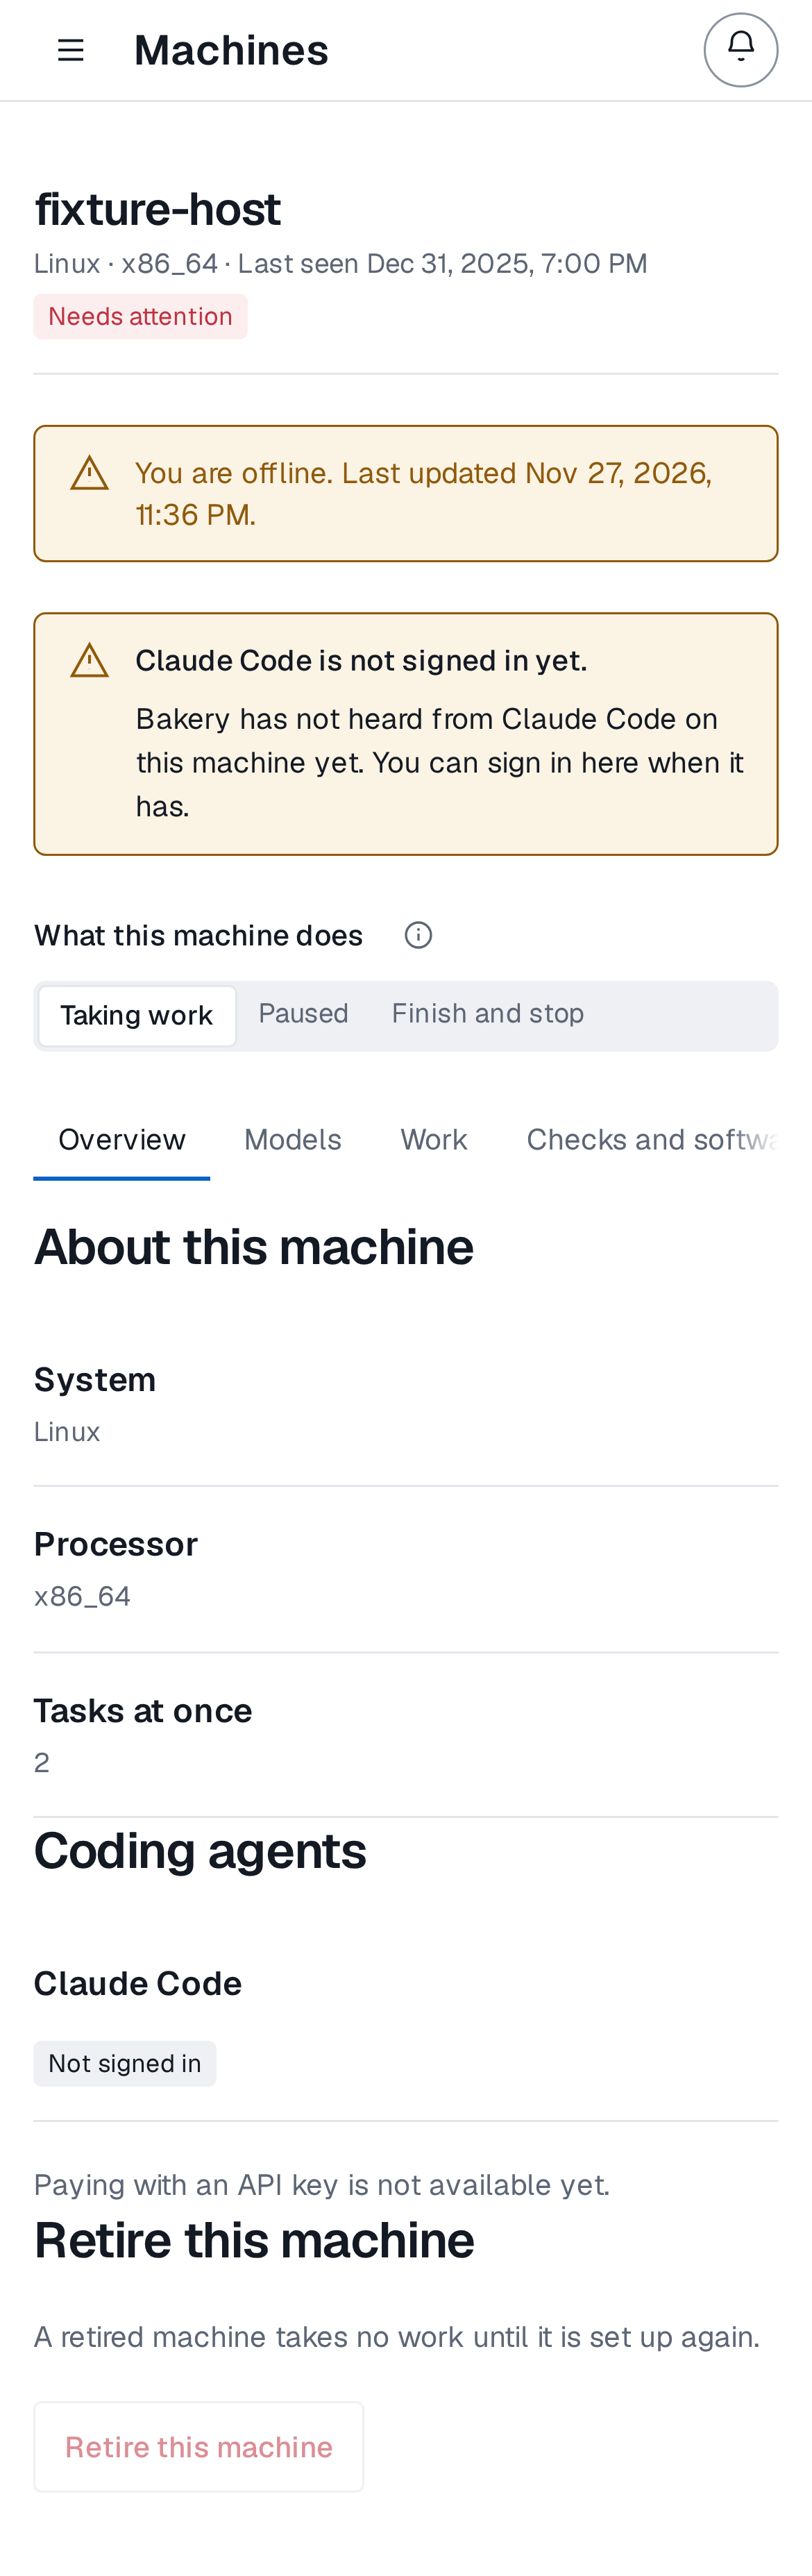 Machines
fixture-host
Linux · x86_64 · Last seen Dec 31, 2025, 7:00 PM
Needs attention
You are offline. Last updated Nov 27, 2026,
11:36 PM.
Claude Code is not signed in yet.
Bakery has not heard from Claude Code on
this machine yet. You can sign in here when it
has.
What this machine does
Taking work Paused Finish and stop
Overview Models Work Checks and softwa
About this machine
System
Linux
Processor
x86_64
Tasks at once
2
Coding agents
Claude Code
Not signed in
Paying with an API key is not available yet.
Retire this machine
A retired machine takes no work until it is set up again.
Retire this machine